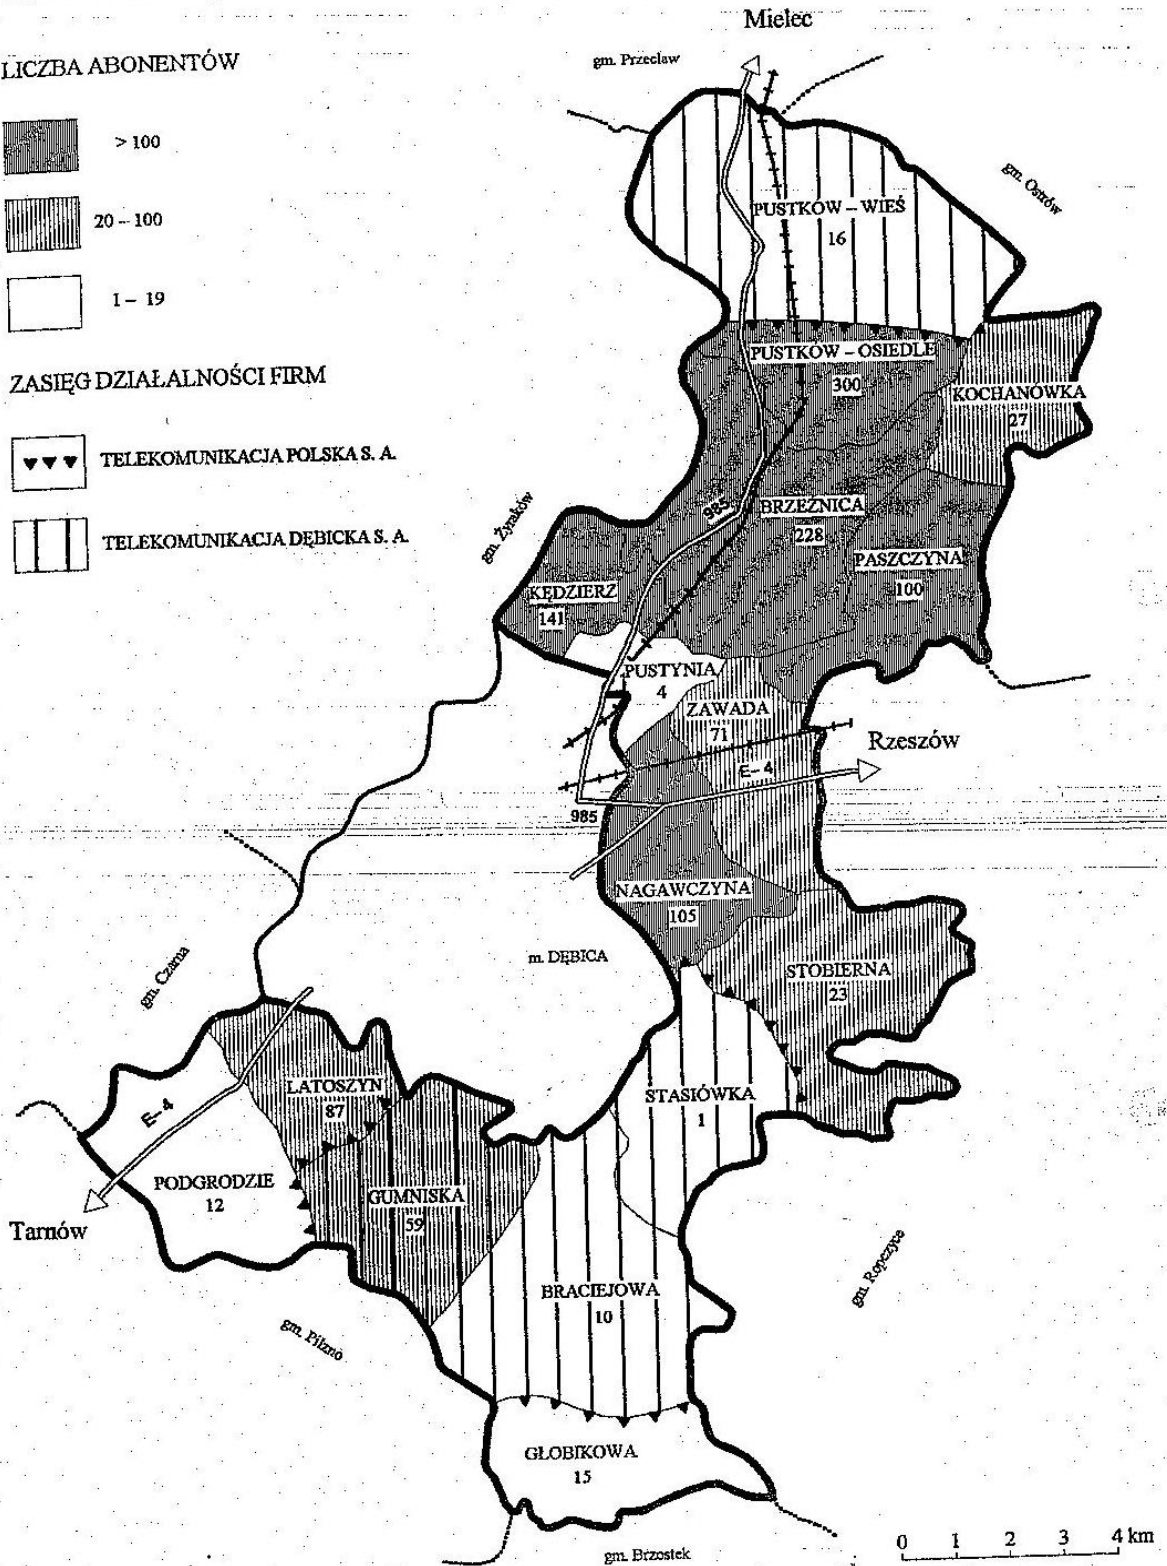 Mielec
gm. Przecław
LICZBA ABONENTÓW
> 100
20 – 100
1 – 19
gm. Ostrów
PUSTKÓW – WIEŚ
16
ZASIĘG DZIAŁALNOŚCI FIRM
TELEKOMUNIKACJA POLSKA S. A.
TELEKOMUNIKACJA DĘBICKA S. A.
PUSTKÓW – OSIEDLE
300
KOCHANÓWKA
27
gm. Żyraków
985
BRZEŹNICA
228
PASZCZYNA
100
KĘDZIERZ
141
PUSTYNIA
4
ZAWADA
71
Rzeszów
E-4
985
NAGAWCZYNA
105
m. DĘBICA
STOBIERNA
23
gm. Czarna
LATOSZYN
87
STASIÓWKA
1
E-4
PODGRODZIE
12
GUMNISKA
59
Tarnów
gm. Ropczyce
BRACIEJOWA
10
gm. Pilzno
GŁOBIKOWA
15
gm. Brzostek
0 1 2 3 4 km